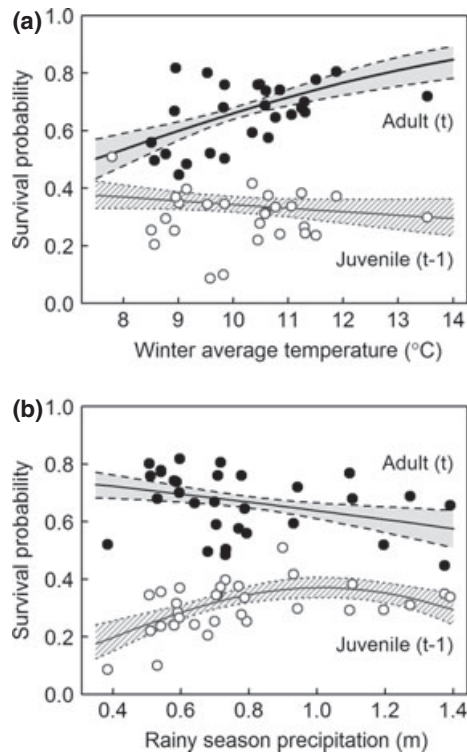 (a)
1.0
0.8
0.6
0.4
0.2
0.0
Survival probability
Adult (t)
Juvenile (t-1)
8 9 10 11 12 13 14
Winter average temperature (°C)
(b)
1.0
0.8
0.6
0.4
0.2
0.0
Survival probability
Adult (t)
Juvenile (t-1)
0.4 0.6 0.8 1.0 1.2 1.4
Rainy season precipitation (m)